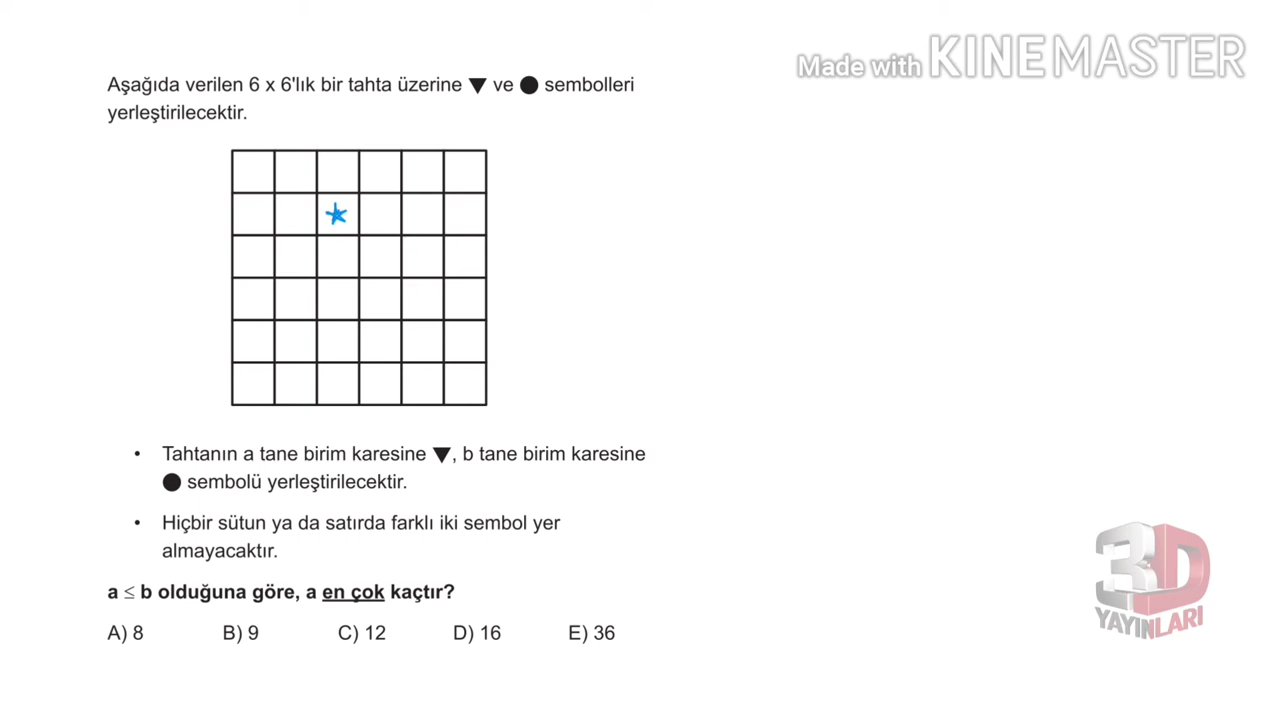 Made with KINEMASTER
Aşağıda verilen 6 x 6'lık bir tahta üzerine ▼ ve ● sembolleri
yerleştirilecektir.
• Tahtanın a tane birim karesine ▼, b tane birim karesine
● sembolü yerleştirilecektir.
• Hiçbir sütun ya da satırda farklı iki sembol yer
almayacaktır.
a ≤ b olduğuna göre, a en çok kaçtır?
A) 8 B) 9 C) 12 D) 16 E) 36
3D
YAYINLARI